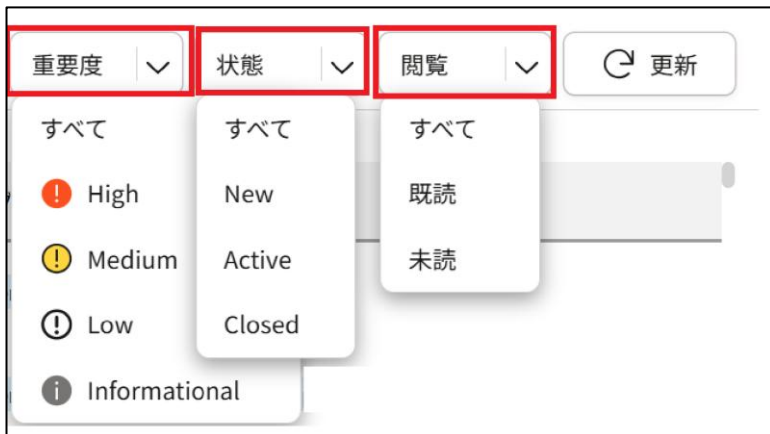 重要度 状態 閲覧 更新
すべて すべて すべて
High New 既読
Medium Active 未読
Low Closed
Informational